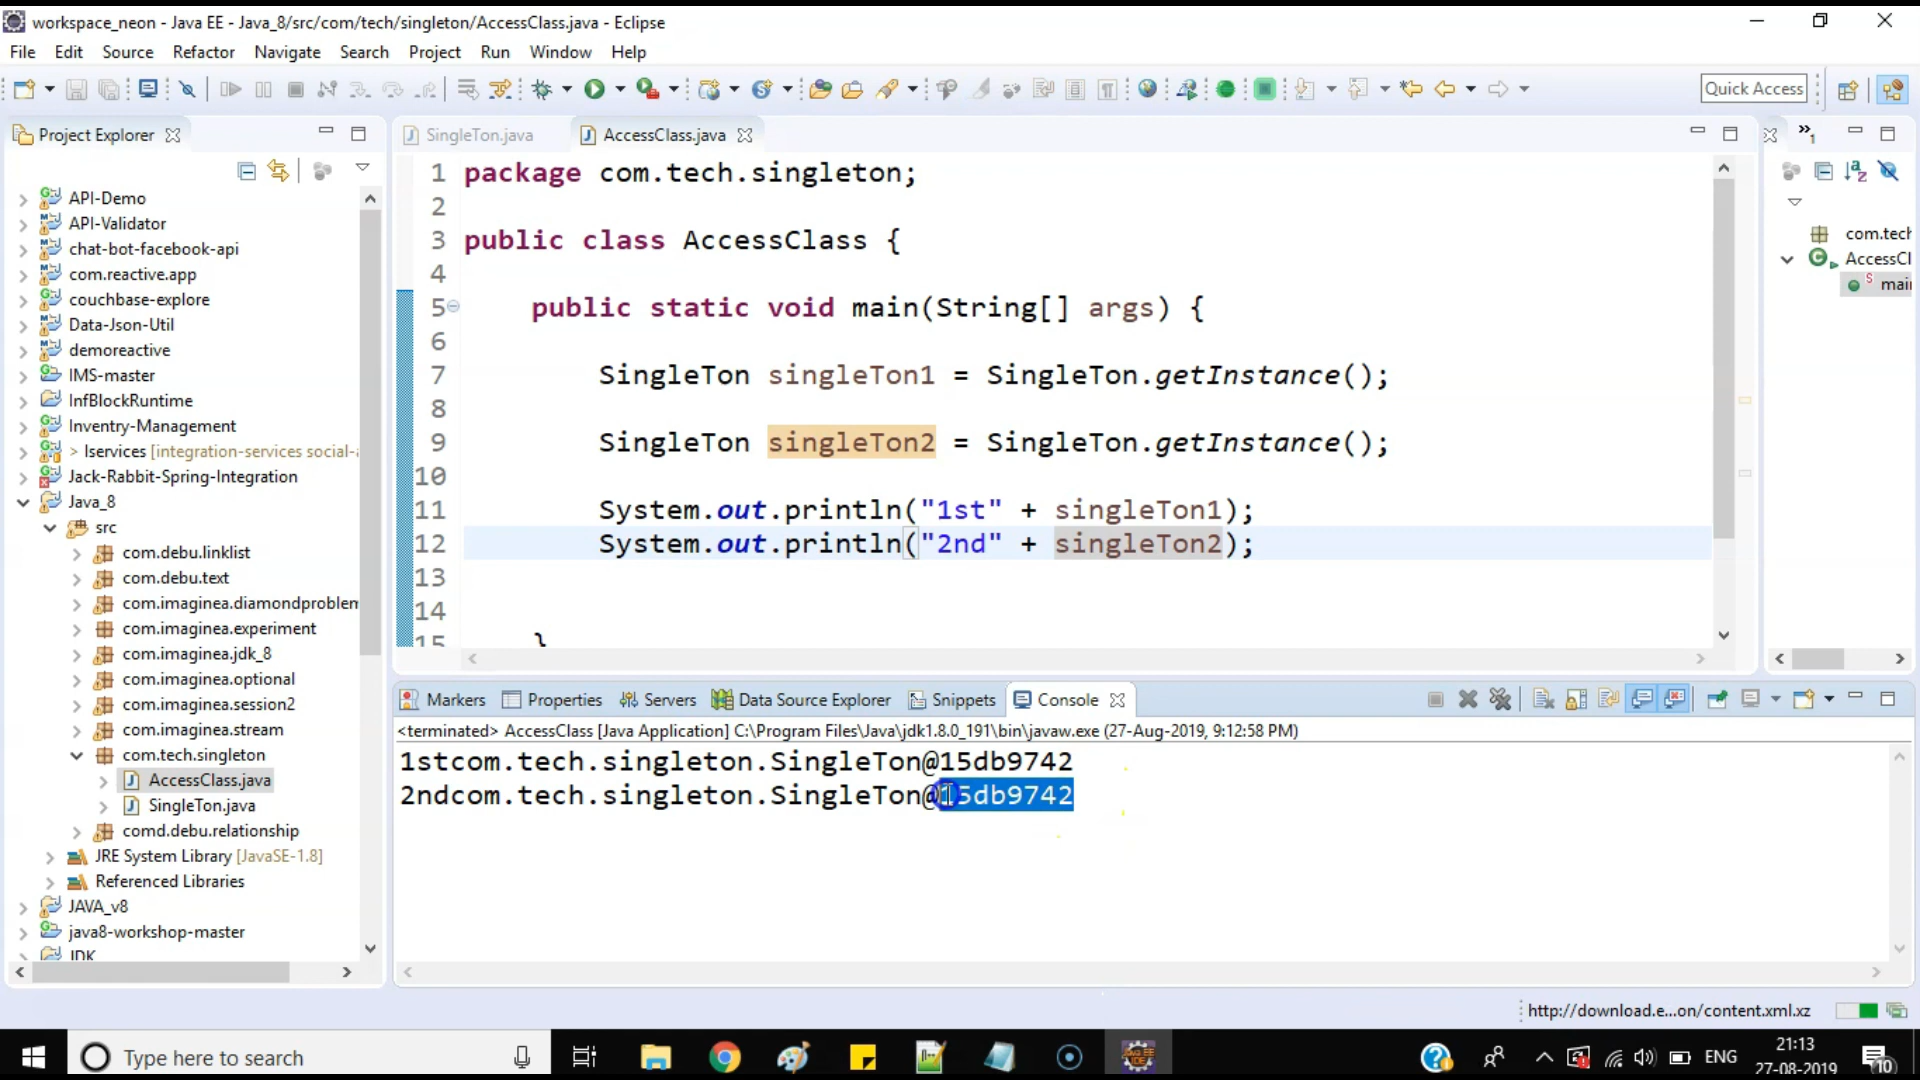 workspace_neon - Java EE - Java_8/src/com/tech/singleton/AccessClass.java - Eclipse
File Edit Source Refactor Navigate Search Project Run Window Help
Quick Access
Project Explorer
API-Demo
API-Validator
chat-bot-facebook-api
com.reactive.app
couchbase-explore
Data-Json-Util
demoreactive
IMS-master
InfBlockRuntime
Inventry-Management
> Iservices [integration-services social-
Jack-Rabbit-Spring-Integration
Java_8
src
com.debu.linklist
com.debu.text
com.imaginea.diamondproblem
com.imaginea.experiment
com.imaginea.jdk_8
com.imaginea.optional
com.imaginea.session2
com.imaginea.stream
com.tech.singleton
AccessClass.java
SingleTon.java
comd.debu.relationship
JRE System Library [JavaSE-1.8]
Referenced Libraries
JAVA_v8
java8-workshop-master
JDK
SingleTon.java AccessClass.java
1 package com.tech.singleton;
2
3 public class AccessClass {
4
5 public static void main(String[] args) {
6
7 SingleTon singleTon1 = SingleTon.getInstance();
8
9 SingleTon singleTon2 = SingleTon.getInstance();
10
11 System.out.println("1st" + singleTon1);
12 System.out.println("2nd" + singleTon2);
13
14
15 }
com.tech
AccessCl
mai
Markers Properties Servers Data Source Explorer Snippets Console
<terminated> AccessClass [Java Application] C:\Program Files\Java\jdk1.8.0_191\bin\javaw.exe (27-Aug-2019, 9:12:58 PM)
1stcom.tech.singleton.SingleTon@15db9742
2ndcom.tech.singleton.SingleTon@15db9742
http://download.e...on/content.xml.xz
Type here to search
ENG
21:13
27-08-2019
10